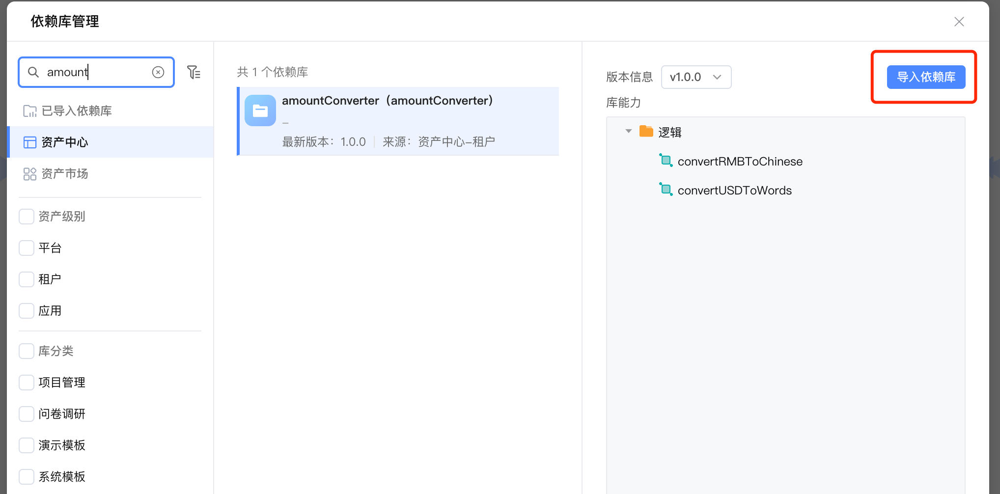 依赖库管理
amount
已导入依赖库
资产中心
资产市场
资产级别
平台
租户
应用
库分类
项目管理
问卷调研
演示模板
系统模板
共 1 个依赖库
amountConverter（amountConverter）
–
最新版本：1.0.0
来源：资产中心–租户
版本信息
v1.0.0
导入依赖库
库能力
逻辑
convertRMBToChinese
convertUSDToWords